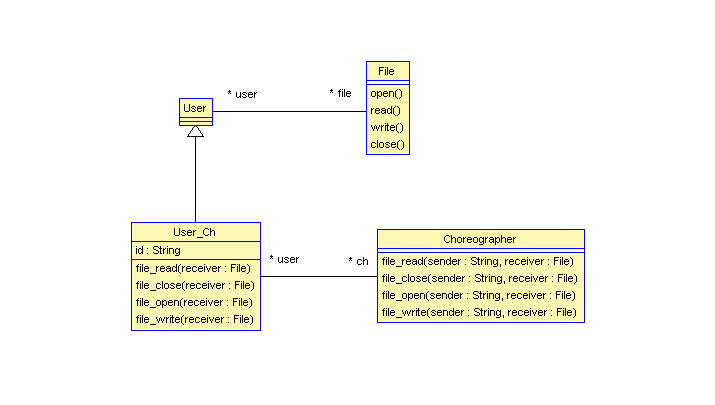 File
open()
read()
write()
close()
* user
* file
User
User_Ch
id : String
file_read(receiver : File)
file_close(receiver : File)
file_open(receiver : File)
file_write(receiver : File)
* user
* ch
Choreographer
file_read(sender : String, receiver : File)
file_close(sender : String, receiver : File)
file_open(sender : String, receiver : File)
file_write(sender : String, receiver : File)